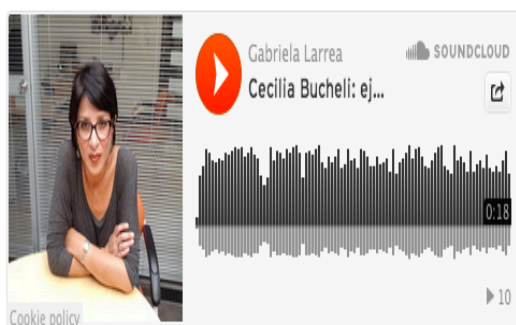 Gabriela Larrea
SOUNDCLOUD
Cecilia Bucheli: ej...
0:18
10
Cookie policy